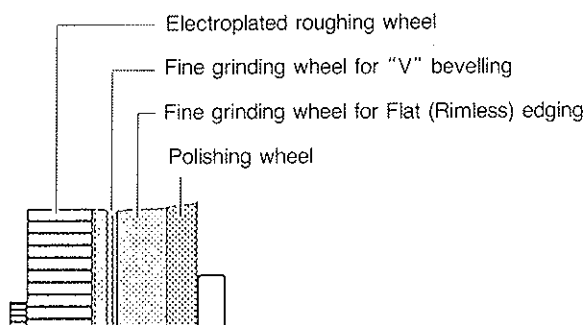 Electroplated roughing wheel
Fine grinding wheel for “V” bevelling
Fine grinding wheel for Flat (Rimless) edging
Polishing wheel